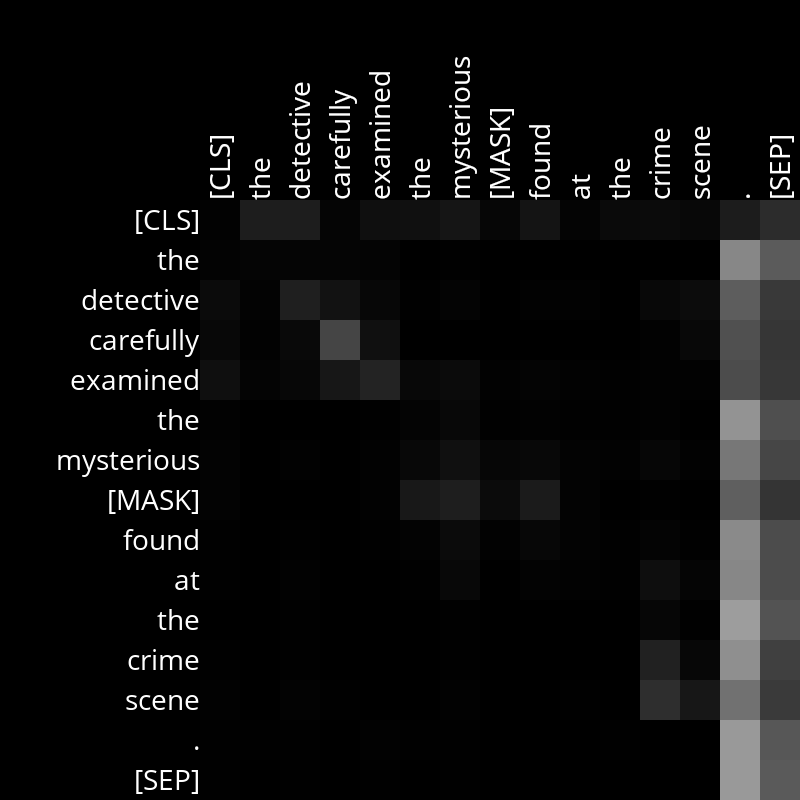 [CLS] the detective carefully examined the mysterious [MASK] found at the crime scene . [SEP]
[CLS]
the
detective
carefully
examined
the
mysterious
[MASK]
found
at
the
crime
scene
.
[SEP]